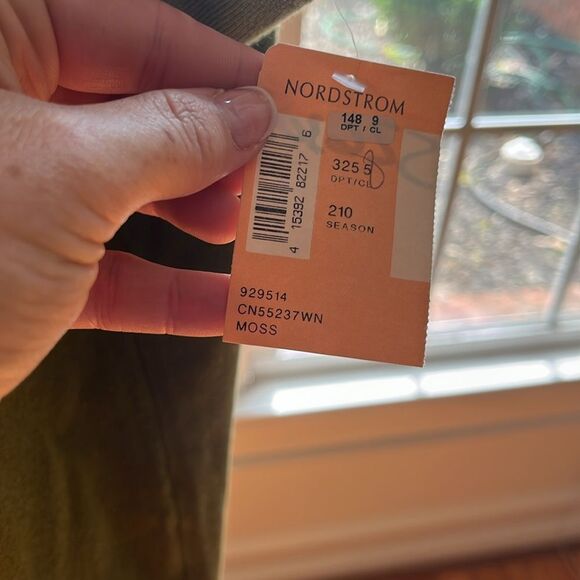 NORDSTROM
148 9
DPT / CL
325 5
DPT/CL
210
SEASON
4 15392 82217 6
929514
CN55237WN
MOSS